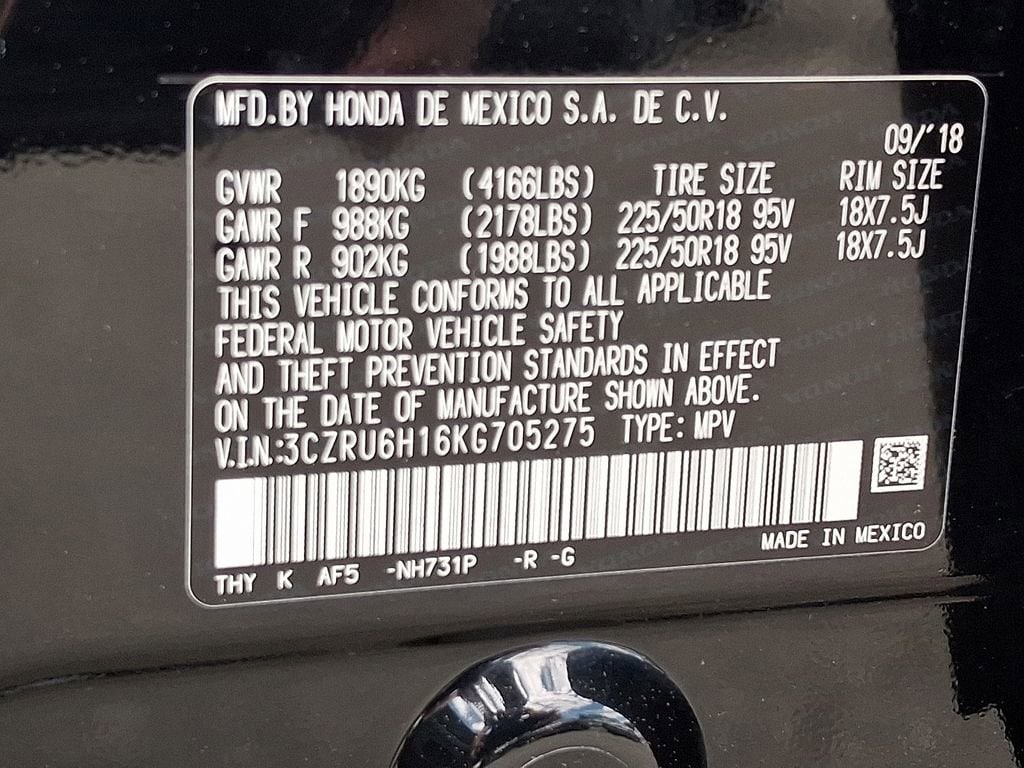 MFD.BY HONDA DE MEXICO S.A. DE C.V.
09/'18
GVWR 1890KG (4166LBS) TIRE SIZE RIM SIZE
GAWR F 988KG (2178LBS) 225/50R18 95V 18X7.5J
GAWR R 902KG (1988LBS) 225/50R18 95V 18X7.5J
THIS VEHICLE CONFORMS TO ALL APPLICABLE
FEDERAL MOTOR VEHICLE SAFETY
AND THEFT PREVENTION STANDARDS IN EFFECT
ON THE DATE OF MANUFACTURE SHOWN ABOVE.
V.I.N:3CZRU6H16KG705275 TYPE: MPV
MADE IN MEXICO
THY K AF5 -NH731P -R -G